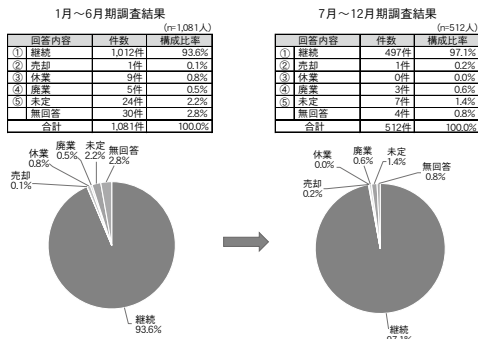 1月～6月期調査結果
(n=1,081人)
回答内容 件数 構成比率
① 継続 1,012件 93.6%
② 売却 1件 0.1%
③ 休業 9件 0.8%
④ 廃業 5件 0.5%
⑤ 未定 24件 2.2%
無回答 30件 2.8%
合計 1,081件 100.0%
廃業 0.5%
未定 2.2%
無回答 2.8%
休業 0.8%
売却 0.1%
継続 93.6%
7月～12月期調査結果
(n=512人)
回答内容 件数 構成比率
① 継続 497件 97.1%
② 売却 1件 0.2%
③ 休業 0件 0.0%
④ 廃業 3件 0.6%
⑤ 未定 7件 1.4%
無回答 4件 0.8%
合計 512件 100.0%
休業 0.0%
廃業 0.6%
未定 1.4%
無回答 0.8%
売却 0.2%
継続 97.1%